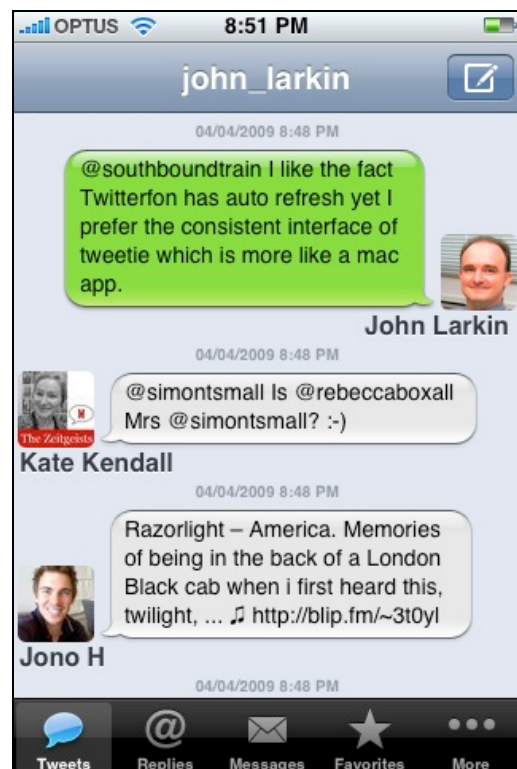 OPTUS 8:51 PM
john_larkin
04/04/2009 8:48 PM
@southboundtrain I like the fact
Twitterfon has auto refresh yet I
prefer the consistent interface of
tweetie which is more like a mac
app.
John Larkin
04/04/2009 8:48 PM
@simontsmall Is @rebeccaboxall
Mrs @simontsmall? :-)
The Zeitgeists
Kate Kendall
04/04/2009 8:48 PM
Razorlight – America. Memories
of being in the back of a London
Black cab when i first heard this,
twilight, ... ♫ http://blip.fm/~3t0yl
Jono H
04/04/2009 8:48 PM
Tweets Replies Messages Favorites More